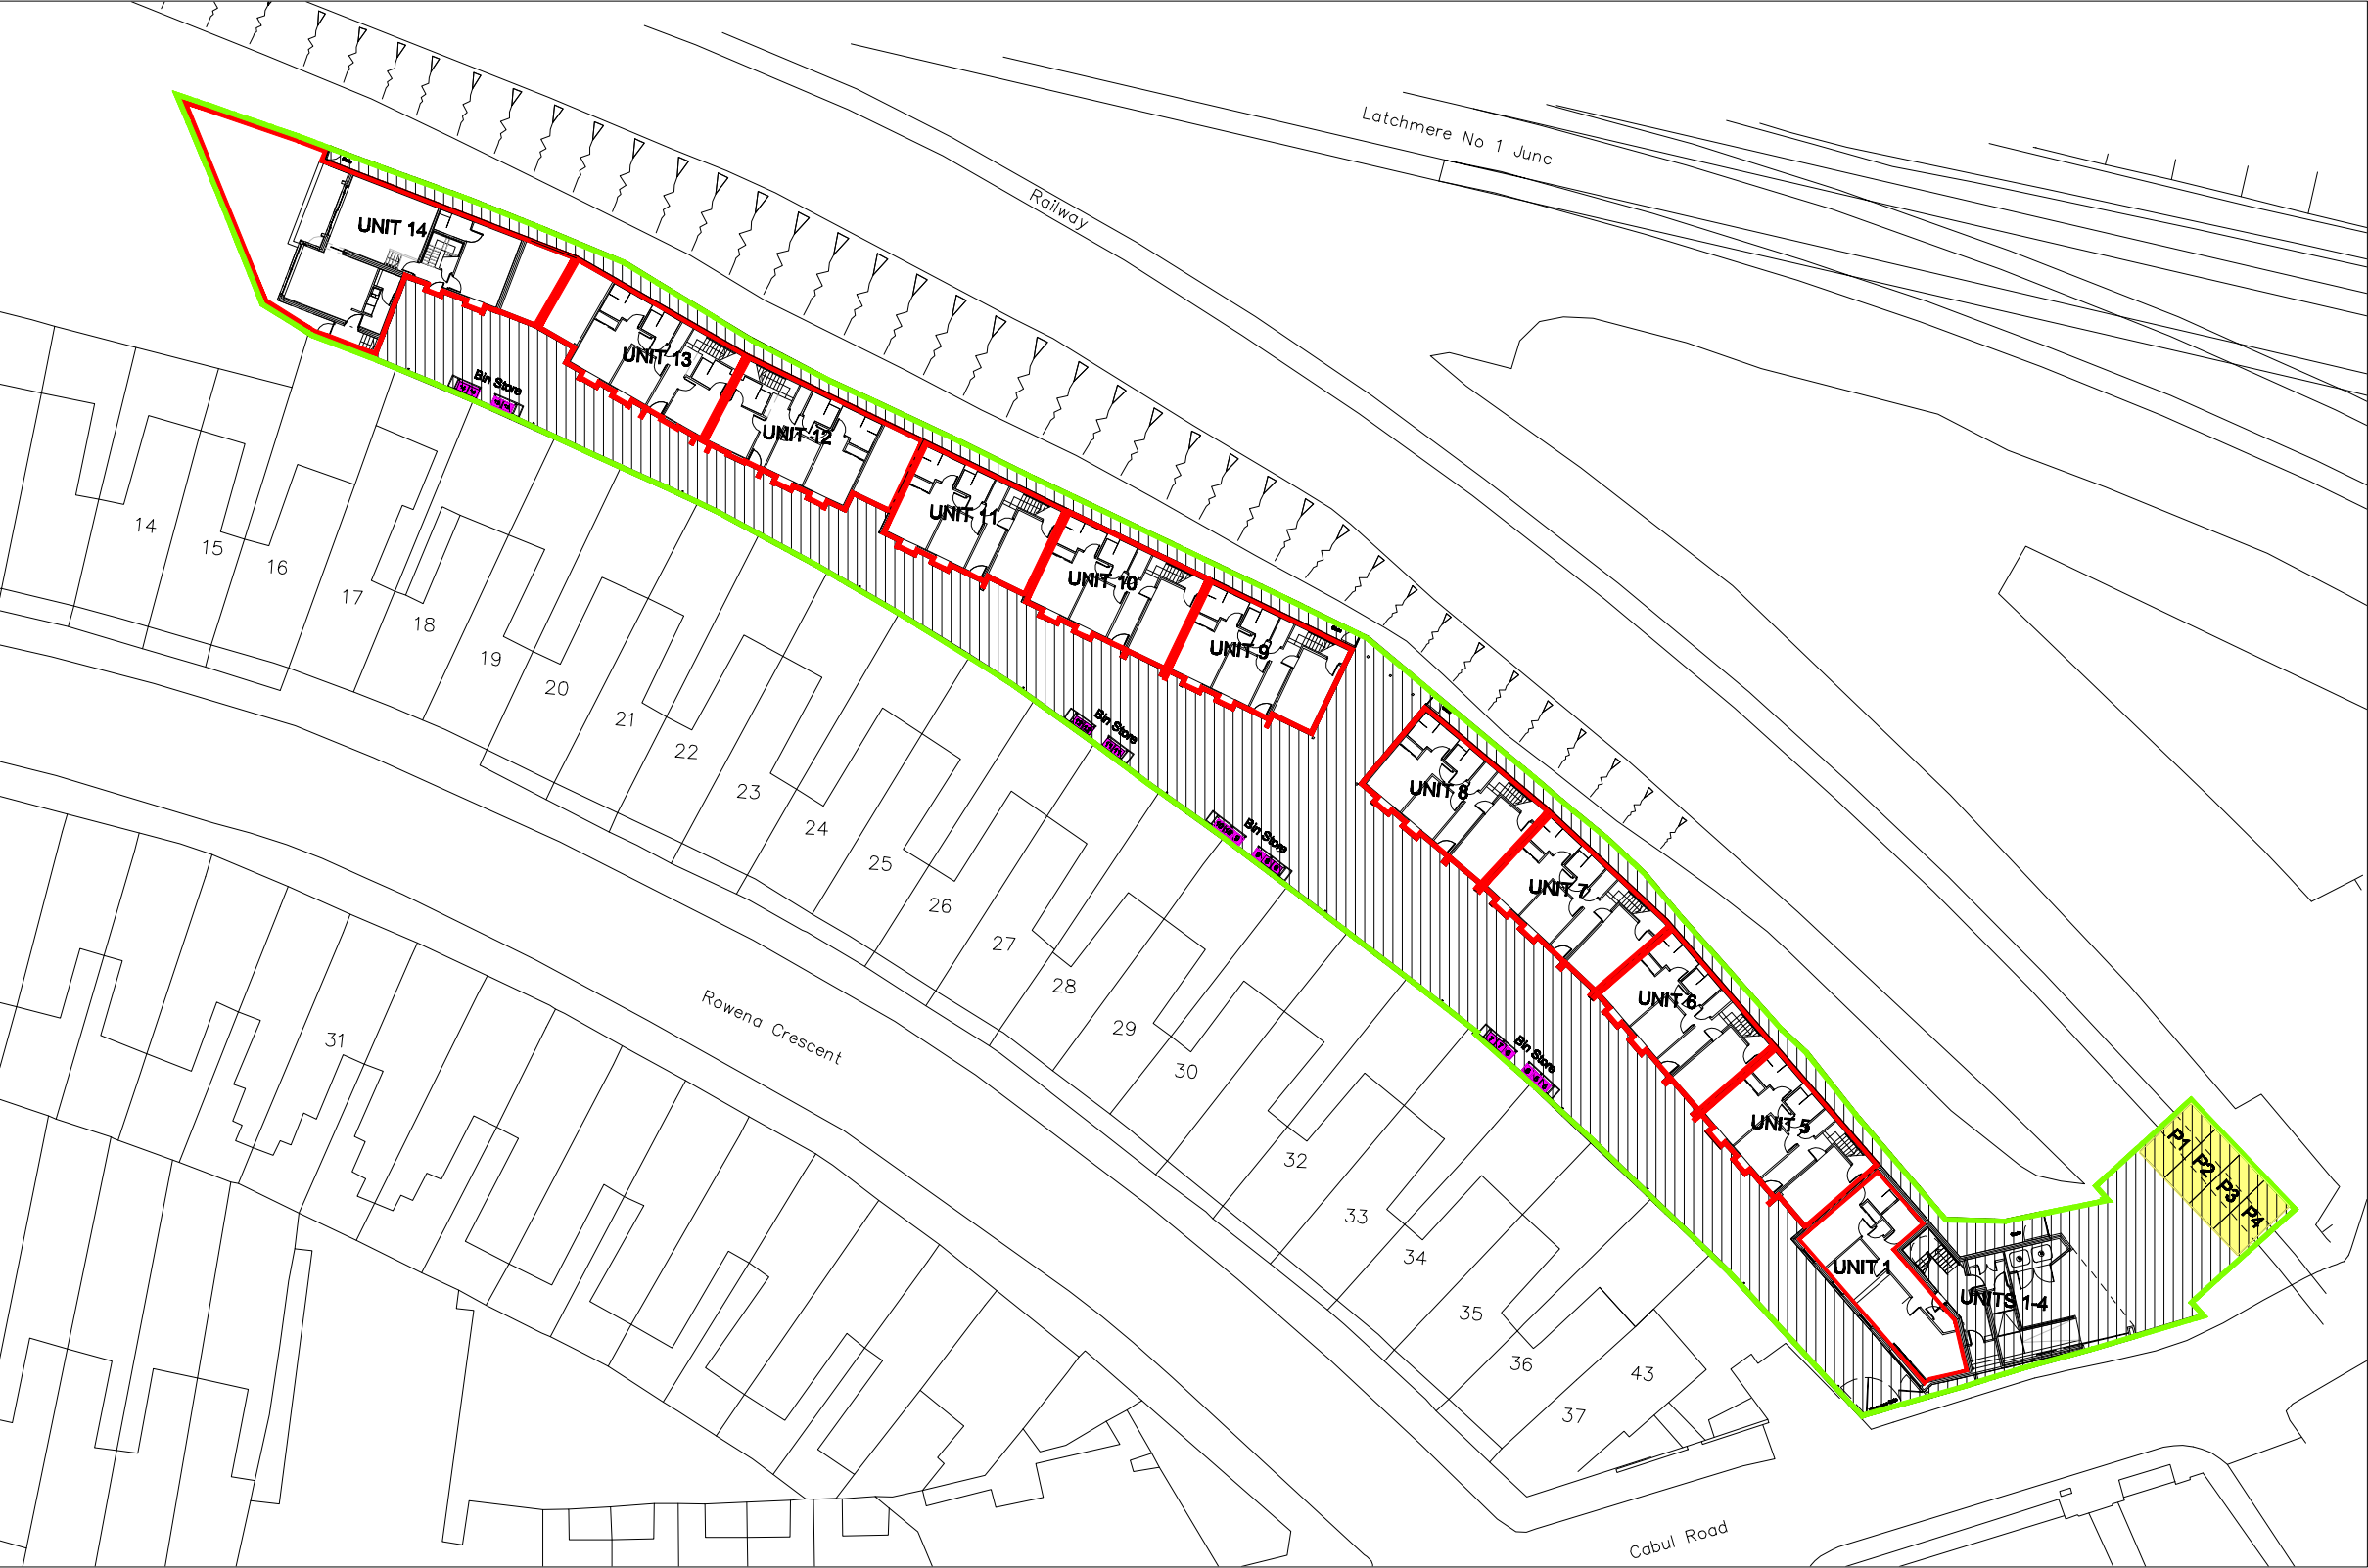 Latchmere No 1 Junc
Railway
UNIT 14
UNIT 13
Bin Store
UNIT 12
UNIT 11
UNIT 10
UNIT 9
14
15
16
17
18
19
20
21
22
23
24
25
26
27
28
29
30
31
32
33
34
35
36
37
43
Bin Store
Bin Store
Bin Store
UNIT 8
UNIT 7
UNIT 6
UNIT 5
UNIT 1
UNITS 1-4
P1
P2
P3
P4
Rowena Crescent
Cabul Road